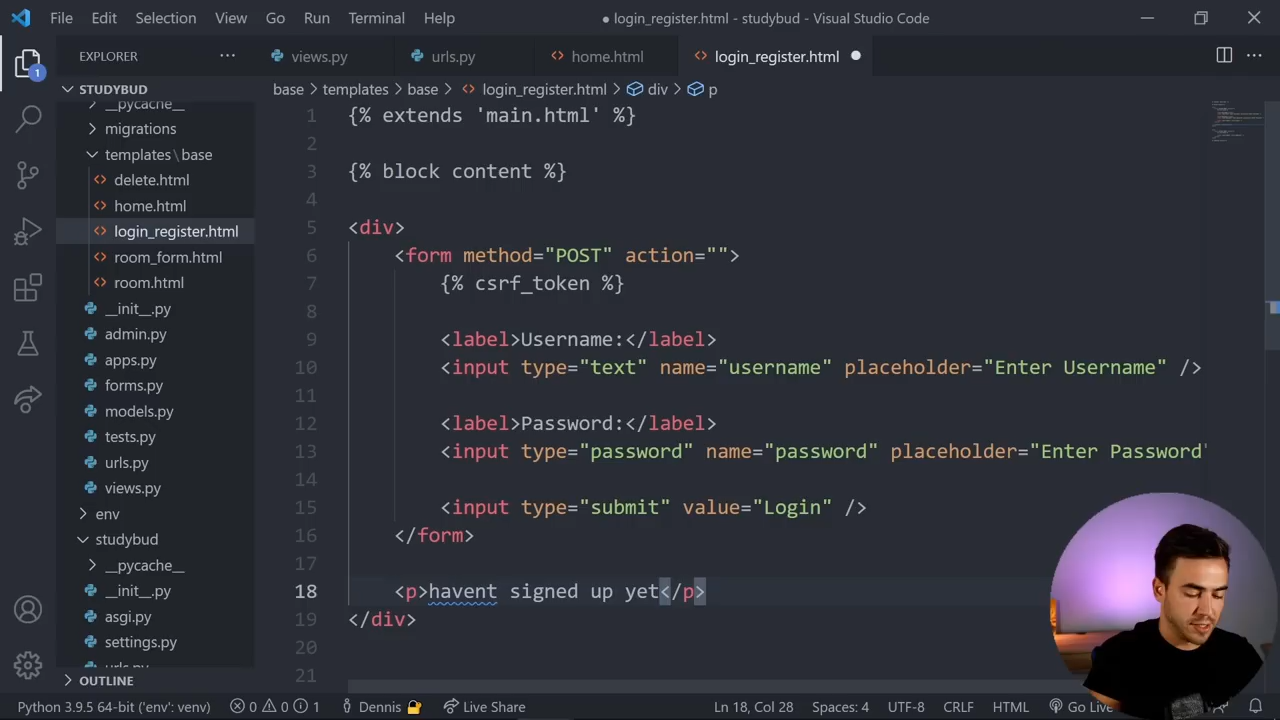 File Edit Selection View Go Run Terminal Help ● login_register.html - studybud - Visual Studio Code
EXPLORER ··· views.py urls.py home.html login_register.html ●
1
STUDYBUD
base > templates > base > login_register.html > div > p
__pycache__
migrations
templates\base
delete.html
home.html
login_register.html
room_form.html
room.html
__init__.py
admin.py
apps.py
forms.py
models.py
tests.py
urls.py
views.py
env
studybud
__pycache__
__init__.py
asgi.py
settings.py
urls.py
OUTLINE
1 {% extends 'main.html' %}
2
3 {% block content %}
4
5 <div>
6 <form method="POST" action="">
7 {% csrf_token %}
8
9 <label>Username:</label>
10 <input type="text" name="username" placeholder="Enter Username" />
11
12 <label>Password:</label>
13 <input type="password" name="password" placeholder="Enter Password"
14
15 <input type="submit" value="Login" />
16 </form>
17
18 <p>havent signed up yet</p>
19 </div>
20
21
Python 3.9.5 64-bit ('env': venv) 0 0 1 Dennis Live Share Ln 18, Col 28 Spaces: 4 UTF-8 CRLF HTML Go Live